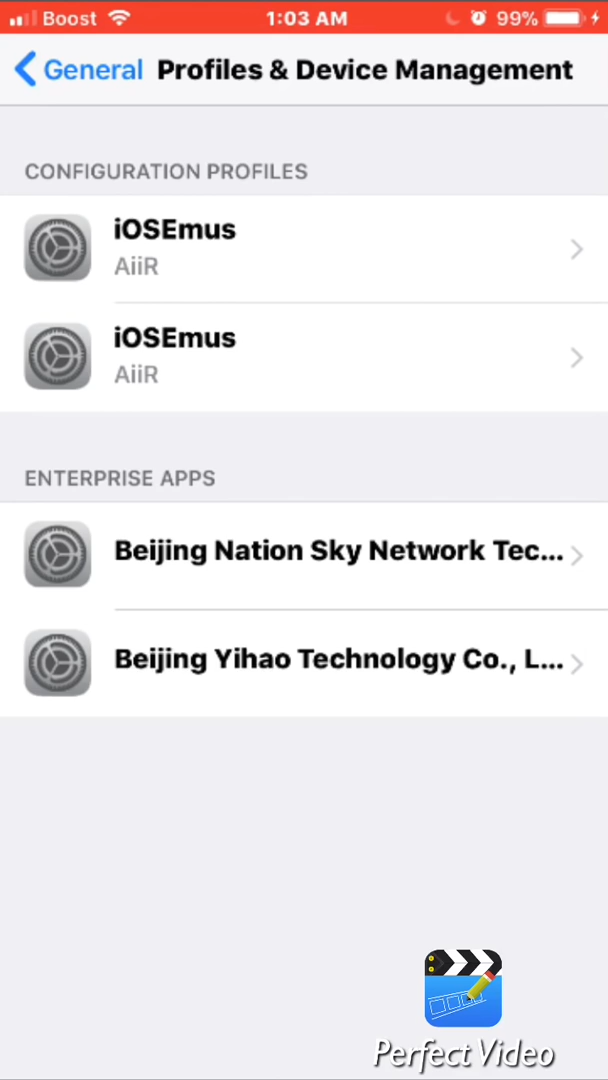 Boost 1:03 AM 99%
General Profiles & Device Management
CONFIGURATION PROFILES
iOSEmus
AiiR
iOSEmus
AiiR
ENTERPRISE APPS
Beijing Nation Sky Network Tec...
Beijing Yihao Technology Co., L...
Perfect Video